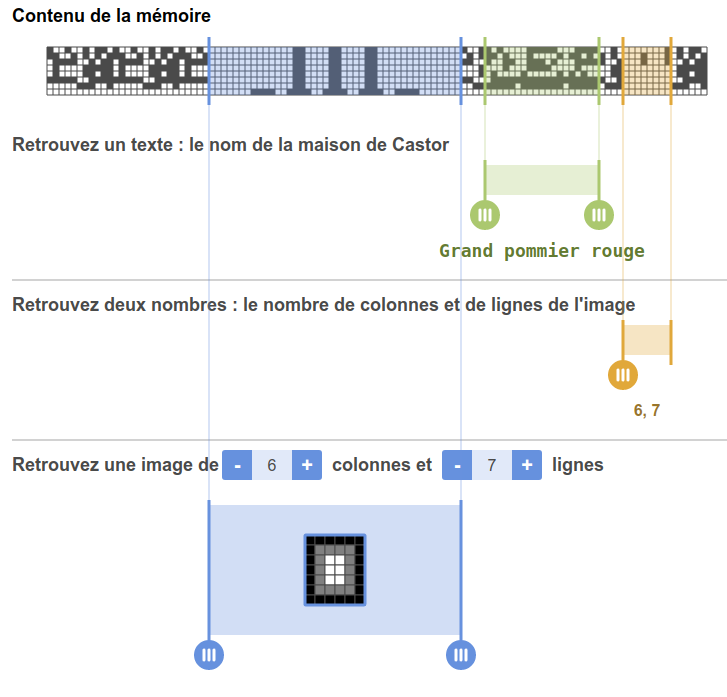 Contenu de la mémoire
Retrouvez un texte : le nom de la maison de Castor
Grand pommier rouge
Retrouvez deux nombres : le nombre de colonnes et de lignes de l'image
6, 7
Retrouvez une image de - 6 + colonnes et - 7 + lignes